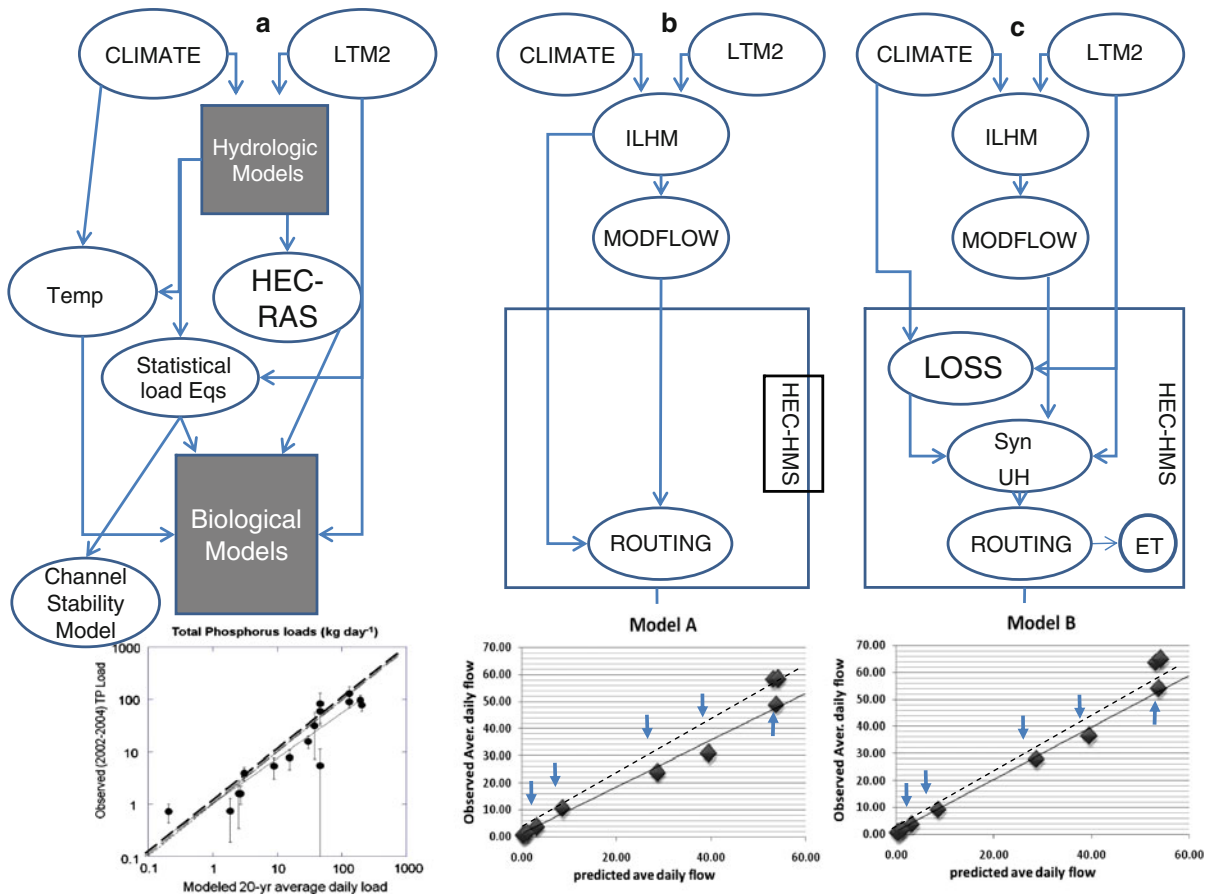 a
CLIMATE
LTM2
Hydrologic
Models
Temp
HEC-
RAS
Statistical
load Eqs
Biological
Models
Channel
Stability
Model
Total Phosphorus loads (kg day⁻¹)
Observed (2002-2004) TP Load
1000
100
10
1
0.1
0.1
1
10
100
1000
Modeled 20-yr average daily load
b
CLIMATE
LTM2
ILHM
MODFLOW
HEC-HMS
ROUTING
Model A
Observed Aver. daily flow
70.00
60.00
50.00
40.00
30.00
20.00
10.00
0.00
0.00
20.00
40.00
60.00
predicted ave daily flow
c
CLIMATE
LTM2
ILHM
MODFLOW
LOSS
HEC-HMS
Syn
UH
ROUTING
ET
Model B
Observed Aver. daily flow
70.00
60.00
50.00
40.00
30.00
20.00
10.00
0.00
0.00
20.00
40.00
60.00
predicted ave daily flow